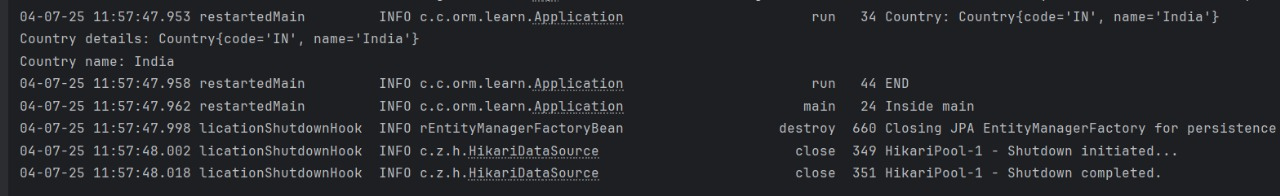 04-07-25 11:57:47.953 restartedMain INFO c.c.orm.learn.Application run 34 Country: Country{code='IN', name='India'}
Country details: Country{code='IN', name='India'}
Country name: India
04-07-25 11:57:47.958 restartedMain INFO c.c.orm.learn.Application run 44 END
04-07-25 11:57:47.962 restartedMain INFO c.c.orm.learn.Application main 24 Inside main
04-07-25 11:57:47.998 licationShutdownHook INFO rEntityManagerFactoryBean destroy 660 Closing JPA EntityManagerFactory for persistence
04-07-25 11:57:48.002 licationShutdownHook INFO c.z.h.HikariDataSource close 349 HikariPool-1 - Shutdown initiated...
04-07-25 11:57:48.018 licationShutdownHook INFO c.z.h.HikariDataSource close 351 HikariPool-1 - Shutdown completed.